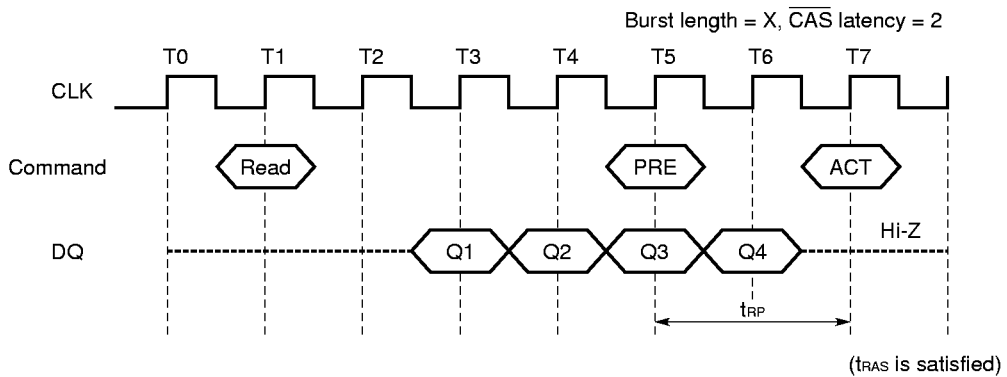 Burst length = X, CAS latency = 2
T0 T1 T2 T3 T4 T5 T6 T7
CLK
Command Read PRE ACT
Hi-Z
DQ Q1 Q2 Q3 Q4
tRP
(tRAS is satisfied)